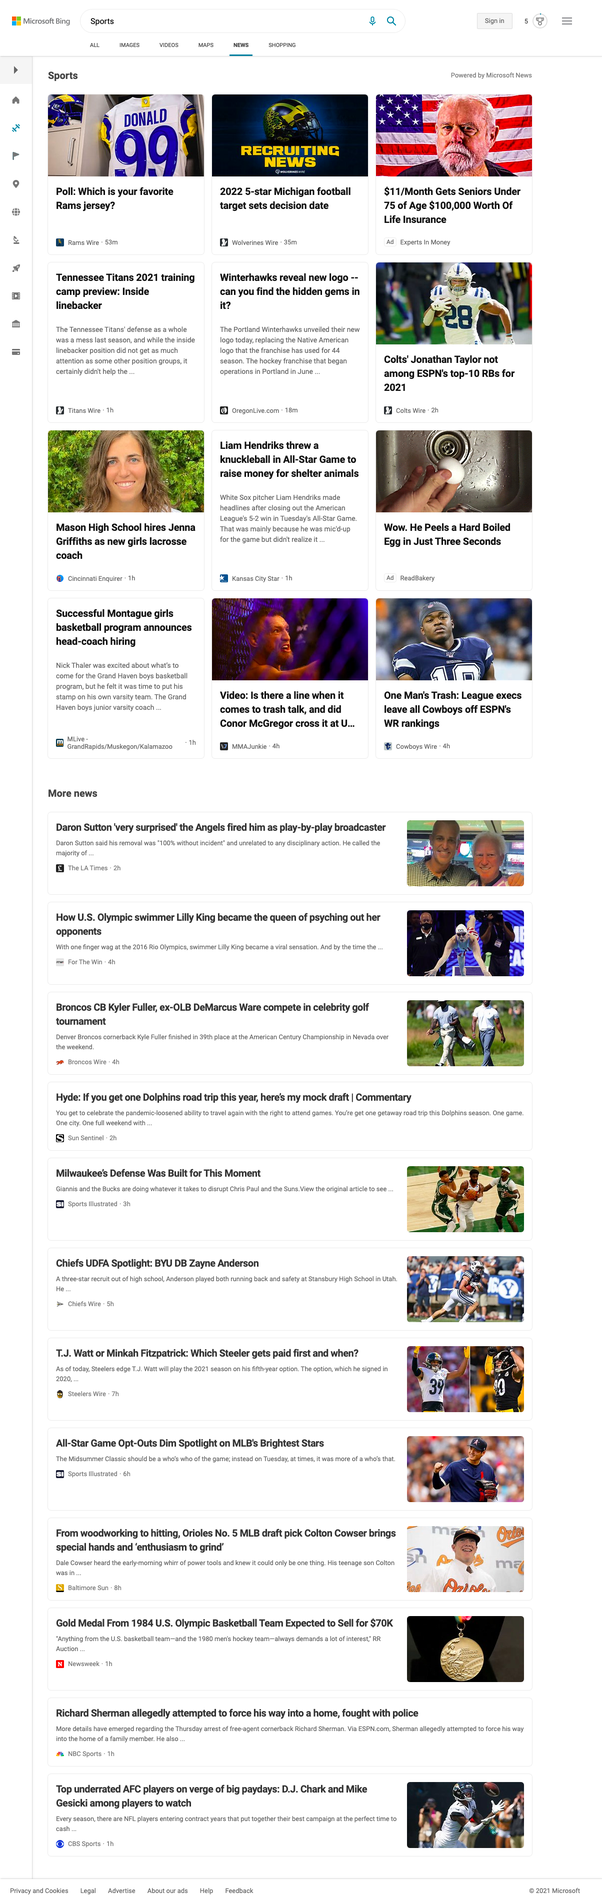 Microsoft Bing
Sports
Sign in
5
ALL
IMAGES
VIDEOS
MAPS
NEWS
SHOPPING
Sports
Powered by Microsoft News
DONALD
99
Poll: Which is your favorite
Rams jersey?
Rams Wire · 53m
RECRUITING
NEWS
2022 5-star Michigan football
target sets decision date
Wolverines Wire · 35m
$11/Month Gets Seniors Under
75 of Age $100,000 Worth Of
Life Insurance
Ad Experts In Money
Tennessee Titans 2021 training
camp preview: Inside
linebacker
The Tennessee Titans' defense as a whole
was a mess last season, and while the inside
linebacker position did not get as much
attention as some other position groups, it
certainly didn't help the ...
Titans Wire · 1h
Winterhawks reveal new logo --
can you find the hidden gems in
it?
The Portland Winterhawks unveiled their new
logo today, replacing the Native American
logo that the franchise has used for 44
season. The hockey franchise that began
operations in Portland in June ...
OregonLive.com · 18m
28
Colts' Jonathan Taylor not
among ESPN's top-10 RBs for
2021
Colts Wire · 2h
Mason High School hires Jenna
Griffiths as new girls lacrosse
coach
Cincinnati Enquirer · 1h
Liam Hendriks threw a
knuckleball in All-Star Game to
raise money for shelter animals
White Sox pitcher Liam Hendriks made
headlines after closing out the American
League's 5-2 win in Tuesday's All-Star Game.
That was mainly because he was mic'd-up
for the game but didn't realize it ...
Kansas City Star · 1h
Wow. He Peels a Hard Boiled
Egg in Just Three Seconds
Ad ReadBakery
Successful Montague girls
basketball program announces
head-coach hiring
Nick Thaler was excited about what's to
come for the Grand Haven boys basketball
program, but he felt it was time to put his
stamp on his own varsity team. The Grand
Haven boys junior varsity coach ...
MLive -
GrandRapids/Muskegon/Kalamazoo · 1h
Video: Is there a line when it
comes to trash talk, and did
Conor McGregor cross it at U...
MMAJunkie · 4h
One Man's Trash: League execs
leave all Cowboys off ESPN's
WR rankings
Cowboys Wire · 4h
More news
Daron Sutton 'very surprised' the Angels fired him as play-by-play broadcaster
Daron Sutton said his removal was "100% without incident" and unrelated to any disciplinary action. He called the
majority of ...
The LA Times · 2h
How U.S. Olympic swimmer Lilly King became the queen of psyching out her
opponents
With one finger wag at the 2016 Rio Olympics, swimmer Lilly King became a viral sensation. And by the time the ...
For The Win · 4h
Broncos CB Kyler Fuller, ex-OLB DeMarcus Ware compete in celebrity golf
tournament
Denver Broncos cornerback Kyle Fuller finished in 39th place at the American Century Championship in Nevada over
the weekend.
Broncos Wire · 4h
Hyde: If you get one Dolphins road trip this year, here's my mock draft | Commentary
You get to celebrate the pandemic-loosened ability to travel again with the right to attend games. You're get one getaway road trip this Dolphins season. One game.
One city. One full weekend with ...
Sun Sentinel · 2h
Milwaukee's Defense Was Built for This Moment
Giannis and the Bucks are doing whatever it takes to disrupt Chris Paul and the Suns.View the original article to see ...
Sports Illustrated · 3h
Chiefs UDFA Spotlight: BYU DB Zayne Anderson
A three-star recruit out of high school, Anderson played both running back and safety at Stansbury High School in Utah.
He ...
Chiefs Wire · 5h
T.J. Watt or Minkah Fitzpatrick: Which Steeler gets paid first and when?
As of today, Steelers edge T.J. Watt will play the 2021 season on his fifth-year option. The option, which he signed in
2020, ...
Steelers Wire · 7h
39
90
All-Star Game Opt-Outs Dim Spotlight on MLB's Brightest Stars
The Midsummer Classic should be a who's who of the game; instead on Tuesday, at times, it was more of a who's that.
Sports Illustrated · 6h
From woodworking to hitting, Orioles No. 5 MLB draft pick Colton Cowser brings
special hands and 'enthusiasm to grind'
Dale Cowser heard the early-morning whirr of power tools and knew it could only be one thing. His teenage son Colton
was in ...
Baltimore Sun · 8h
Gold Medal From 1984 U.S. Olympic Basketball Team Expected to Sell for $70K
"Anything from the U.S. basketball team—and the 1980 men's hockey team—always demands a lot of interest," RR
Auction ...
Newsweek · 1h
Richard Sherman allegedly attempted to force his way into a home, fought with police
More details have emerged regarding the Thursday arrest of free-agent cornerback Richard Sherman. Via ESPN.com, Sherman allegedly attempted to force his way
into the home of a family member. He also ...
NBC Sports · 1h
Top underrated AFC players on verge of big paydays: D.J. Chark and Mike
Gesicki among players to watch
Every season, there are NFL players entering contract years that put together their best campaign at the perfect time to
cash ...
CBS Sports · 1h
Privacy and Cookies
Legal
Advertise
About our ads
Help
Feedback
© 2021 Microsoft